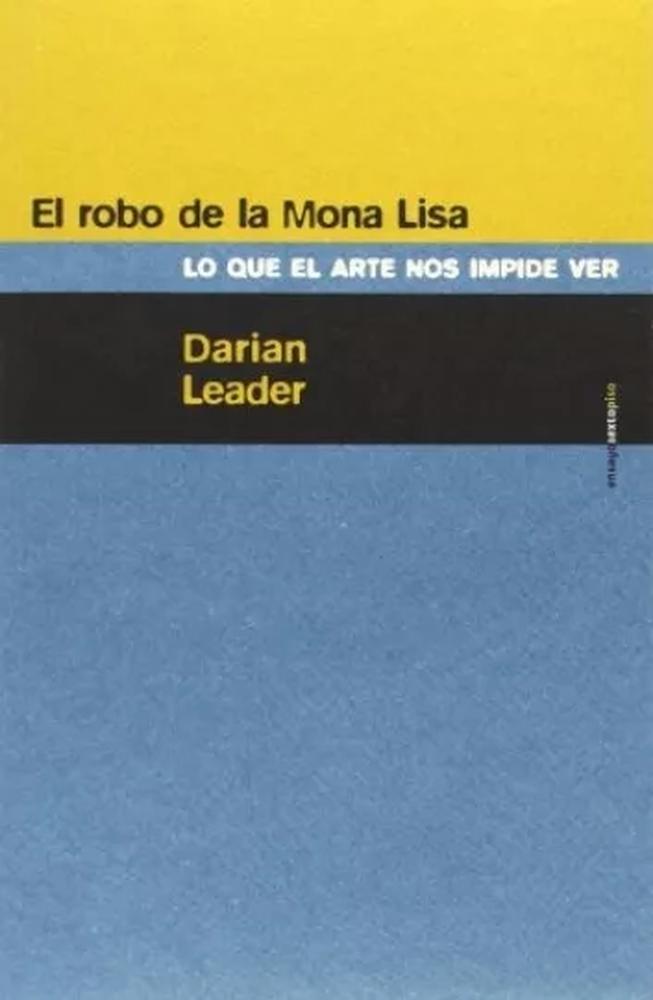 El robo de la Mona Lisa
LO QUE EL ARTE NOS IMPIDE VER
Darian
Leader
ensayosextopiso